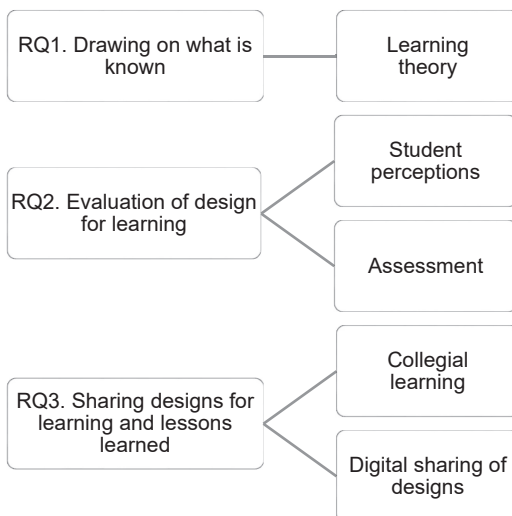 RQ1. Drawing on what is
known
Learning
theory
RQ2. Evaluation of design
for learning
Student
perceptions
Assessment
RQ3. Sharing designs for
learning and lessons
learned
Collegial
learning
Digital sharing of
designs